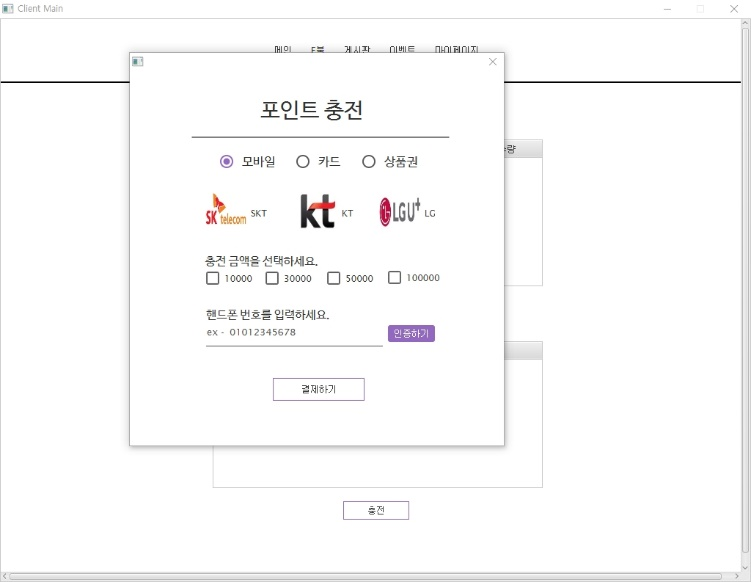 Client Main
메인 E북 게시판 이벤트 마이페이지
포인트 충전
모바일 카드 상품권
SK telecom SKT kt KT LG U+ LG
충전 금액을 선택하세요.
10000 30000 50000 100000
핸드폰 번호를 입력하세요.
ex - 01012345678 인증하기
결제하기
충전